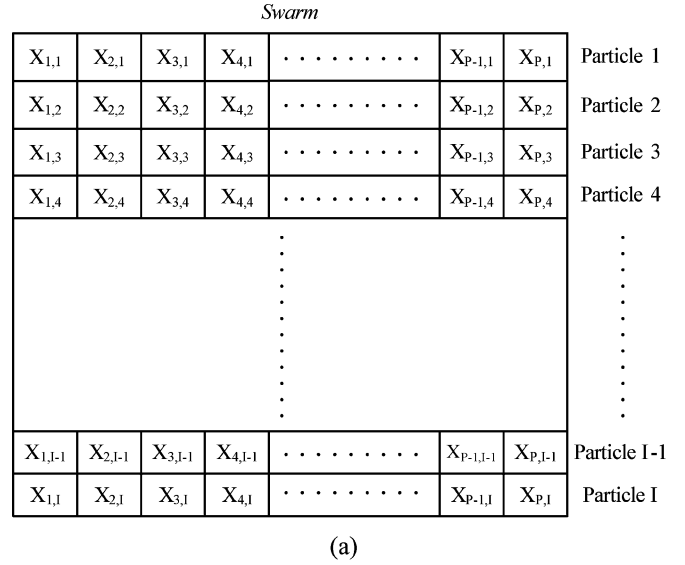 Swarm
X1,1 X2,1 X3,1 X4,1 . . . . . . . . . XP-1,1 XP,1 Particle 1
X1,2 X2,2 X3,2 X4,2 . . . . . . . . . XP-1,2 XP,2 Particle 2
X1,3 X2,3 X3,3 X4,3 . . . . . . . . . XP-1,3 XP,3 Particle 3
X1,4 X2,4 X3,4 X4,4 . . . . . . . . . XP-1,4 XP,4 Particle 4
X1,I-1 X2,I-1 X3,I-1 X4,I-1 . . . . . . . . . XP-1,I-1 XP,I-1 Particle I-1
X1,I X2,I X3,I X4,I . . . . . . . . . XP-1,I XP,I Particle I
(a)